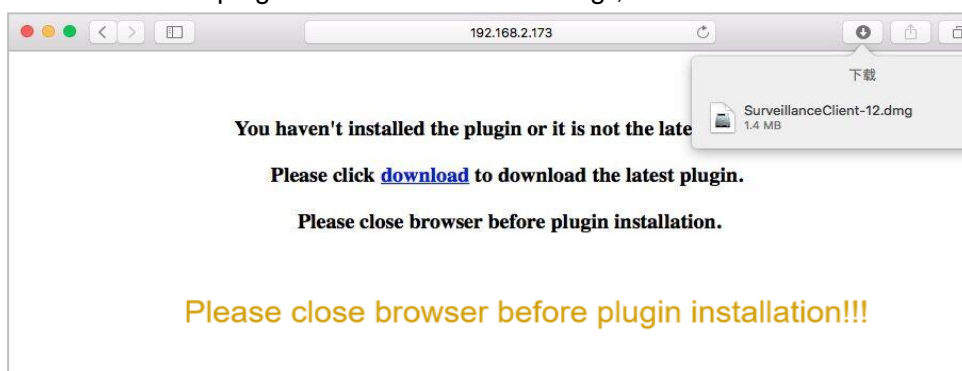 192.168.2.173
下载
SurveillanceClient-12.dmg
1.4 MB
You haven't installed the plugin or it is not the late
Please click download to download the latest plugin.
Please close browser before plugin installation.
Please close browser before plugin installation!!!